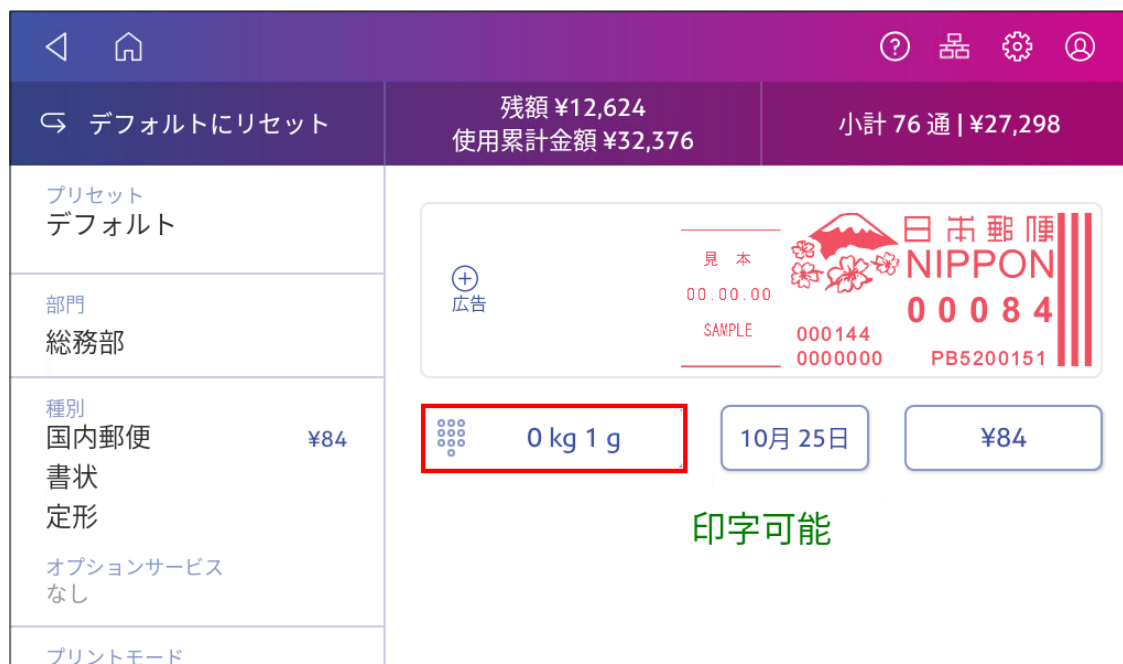 デフォルトにリセット
残額 ¥12,624
使用累計金額 ¥32,376
小計 76 通 | ¥27,298
プリセット
デフォルト
部門
総務部
種別
国内郵便 ¥84
書状
定形
オプションサービス
なし
プリントモード
広告
見 本
00.00.00
SAMPLE
日本郵便
NIPPON
00084
000144
0000000 PB5200151
0 kg 1 g
10月 25日
¥84
印字可能